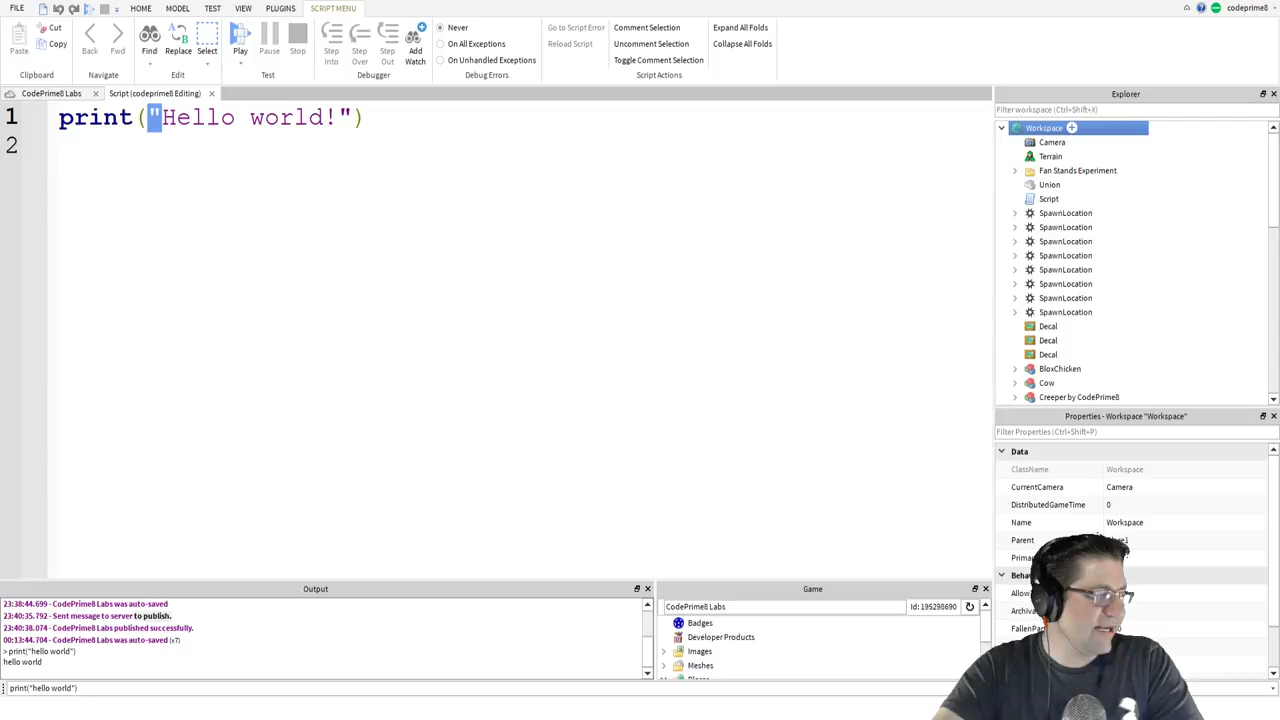 FILE MODEL TEST HOME VIEW PLUGINS SCRIPT MENU codeprime8
Paste Cut Copy Clipboard
Back Fwd Navigate
Find Replace Select Edit
Play Pause Stop Test
Step Into Step Over Step Out Add Watch Debugger
Never
On All Exceptions
On Unhandled Exceptions
Debug Errors
Go to Script Error
Reload Script
Comment Selection
Uncomment Selection
Toggle Comment Selection
Expand All Folds
Collapse All Folds
Script Actions
CodePrime8 Labs Script (codeprime8 Editing)
1 print("Hello world!")
2
Explorer
Filter workspace (Ctrl+Shift+X)
Workspace
Camera
Terrain
Fan Stands Experiment
Union
Script
SpawnLocation
SpawnLocation
SpawnLocation
SpawnLocation
SpawnLocation
SpawnLocation
SpawnLocation
SpawnLocation
Decal
Decal
Decal
BloxChicken
Cow
Creeper by CodePrime8
Properties - Workspace "Workspace"
Filter Properties (Ctrl+Shift+P)
Data
ClassName Workspace
CurrentCamera Camera
DistributedGameTime 0
Name Workspace
Parent
Output
23:38:44.699 - CodePrime8 Labs was auto-saved
23:40:35.792 - Sent message to server to publish.
23:40:38.074 - CodePrime8 Labs published successfully.
00:13:44.704 - CodePrime8 Labs was auto-saved (x7)
> print("hello world")
hello world
print("hello world")
Game
CodePrime8 Labs Id: 195298690
Badges
Developer Products
Images
Meshes